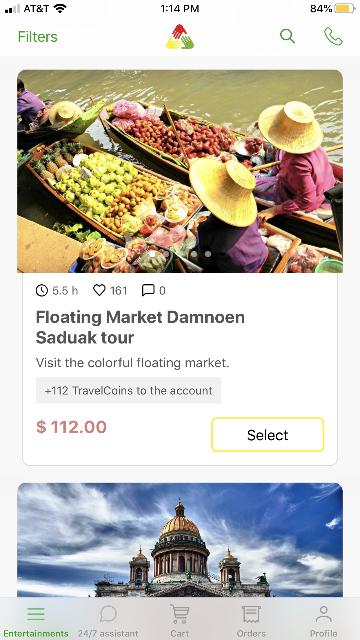 AT&T 1:14 PM 84%
Filters
5.5 h 161 0
Floating Market Damnoen
Saduak tour
Visit the colorful floating market.
+112 TravelCoins to the account
$ 112.00
Select
Entertainments 24/7 assistant Cart Orders Profile